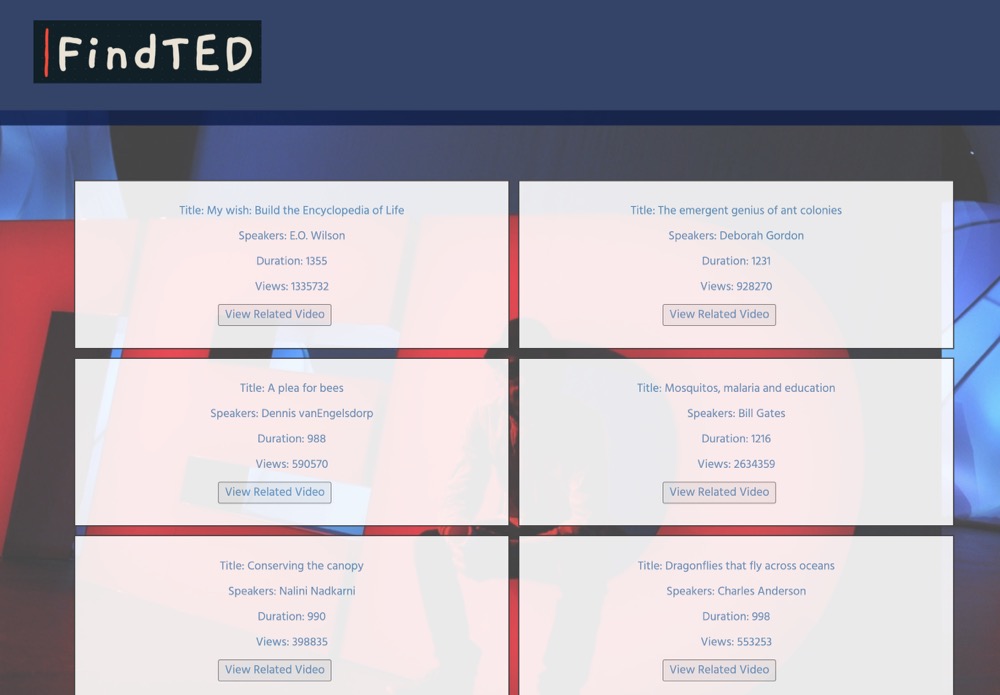 FindTED
Title: My wish: Build the Encyclopedia of Life
Speakers: E.O. Wilson
Duration: 1355
Views: 1335732
View Related Video
Title: The emergent genius of ant colonies
Speakers: Deborah Gordon
Duration: 1231
Views: 928270
View Related Video
Title: A plea for bees
Speakers: Dennis vanEngelsdorp
Duration: 988
Views: 590570
View Related Video
Title: Mosquitos, malaria and education
Speakers: Bill Gates
Duration: 1216
Views: 2634359
View Related Video
Title: Conserving the canopy
Speakers: Nalini Nadkarni
Duration: 990
Views: 398835
View Related Video
Title: Dragonflies that fly across oceans
Speakers: Charles Anderson
Duration: 998
Views: 553253
View Related Video